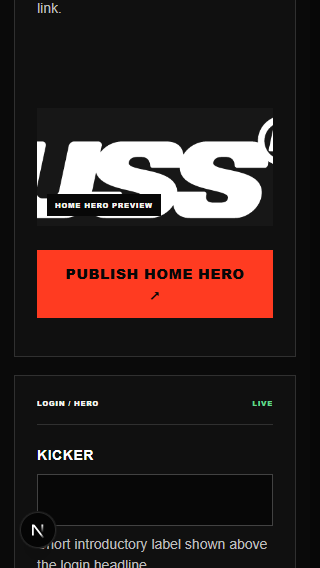 link.
USS
HOME HERO PREVIEW
PUBLISH HOME HERO
↗
LOGIN / HERO
LIVE
KICKER
N
short introductory label shown above
the login headline